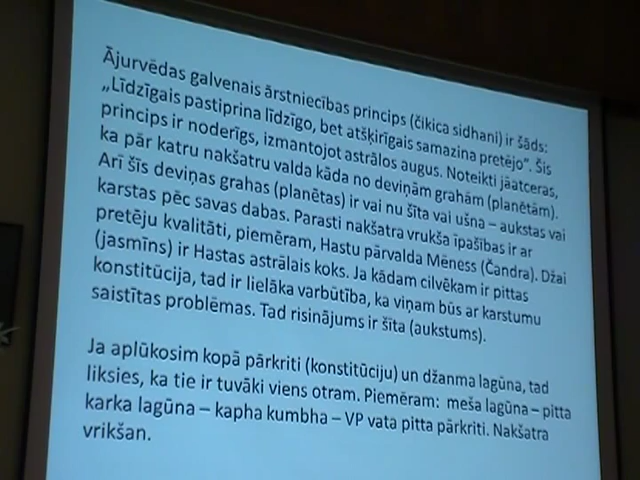 Ājurvēdas galvenais ārstniecības princips (čikica sidhani) ir šāds:
„Līdzīgais pastiprina līdzīgo, bet atšķirīgais samazina pretējo”. Šis
princips ir noderīgs, izmantojot astrālos augus. Noteikti jāatceras,
ka pār katru nakšatru valda kāda no deviņām grahām (planētām).
Arī šīs deviņas grahas (planētas) ir vai nu šīta vai ušna – aukstas vai
karstas pēc savas dabas. Parasti nakšatra vrukša īpašības ir ar
pretēju kvalitāti, piemēram, Hastu pārvalda Mēness (Čandra). Džai
(jasmīns) ir Hastas astrālais koks. Ja kādam cilvēkam ir pittas
konstitūcija, tad ir lielāka varbūtība, ka viņam būs ar karstumu
saistītas problēmas. Tad risinājums ir šīta (aukstums).
Ja aplūkosim kopā pārkriti (konstitūciju) un džanma lagūna, tad
liksies, ka tie ir tuvāki viens otram. Piemēram: meša lagūna – pitta
karka lagūna – kapha kumbha – VP vata pitta pārkriti. Nakšatra
vrikšan.